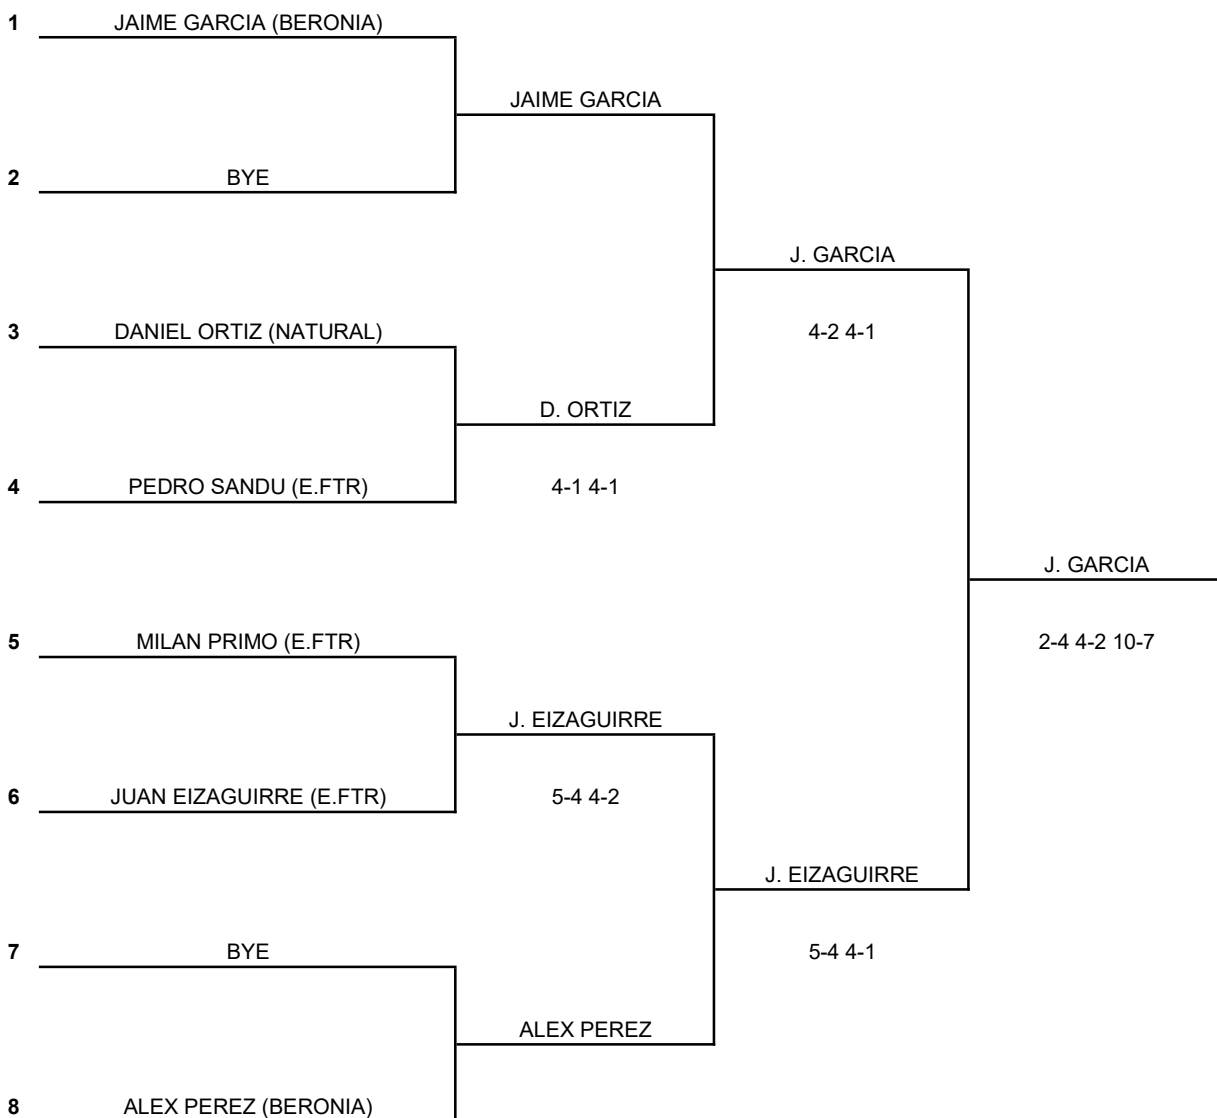 1 JAIME GARCIA (BERONIA)
JAIME GARCIA
2 BYE
J. GARCIA
3 DANIEL ORTIZ (NATURAL) 4-2 4-1
D. ORTIZ
4 PEDRO SANDU (E.FTR) 4-1 4-1
J. GARCIA
5 MILAN PRIMO (E.FTR) 2-4 4-2 10-7
J. EIZAGUIRRE
6 JUAN EIZAGUIRRE (E.FTR) 5-4 4-2
J. EIZAGUIRRE
7 BYE 5-4 4-1
ALEX PEREZ
8 ALEX PEREZ (BERONIA)